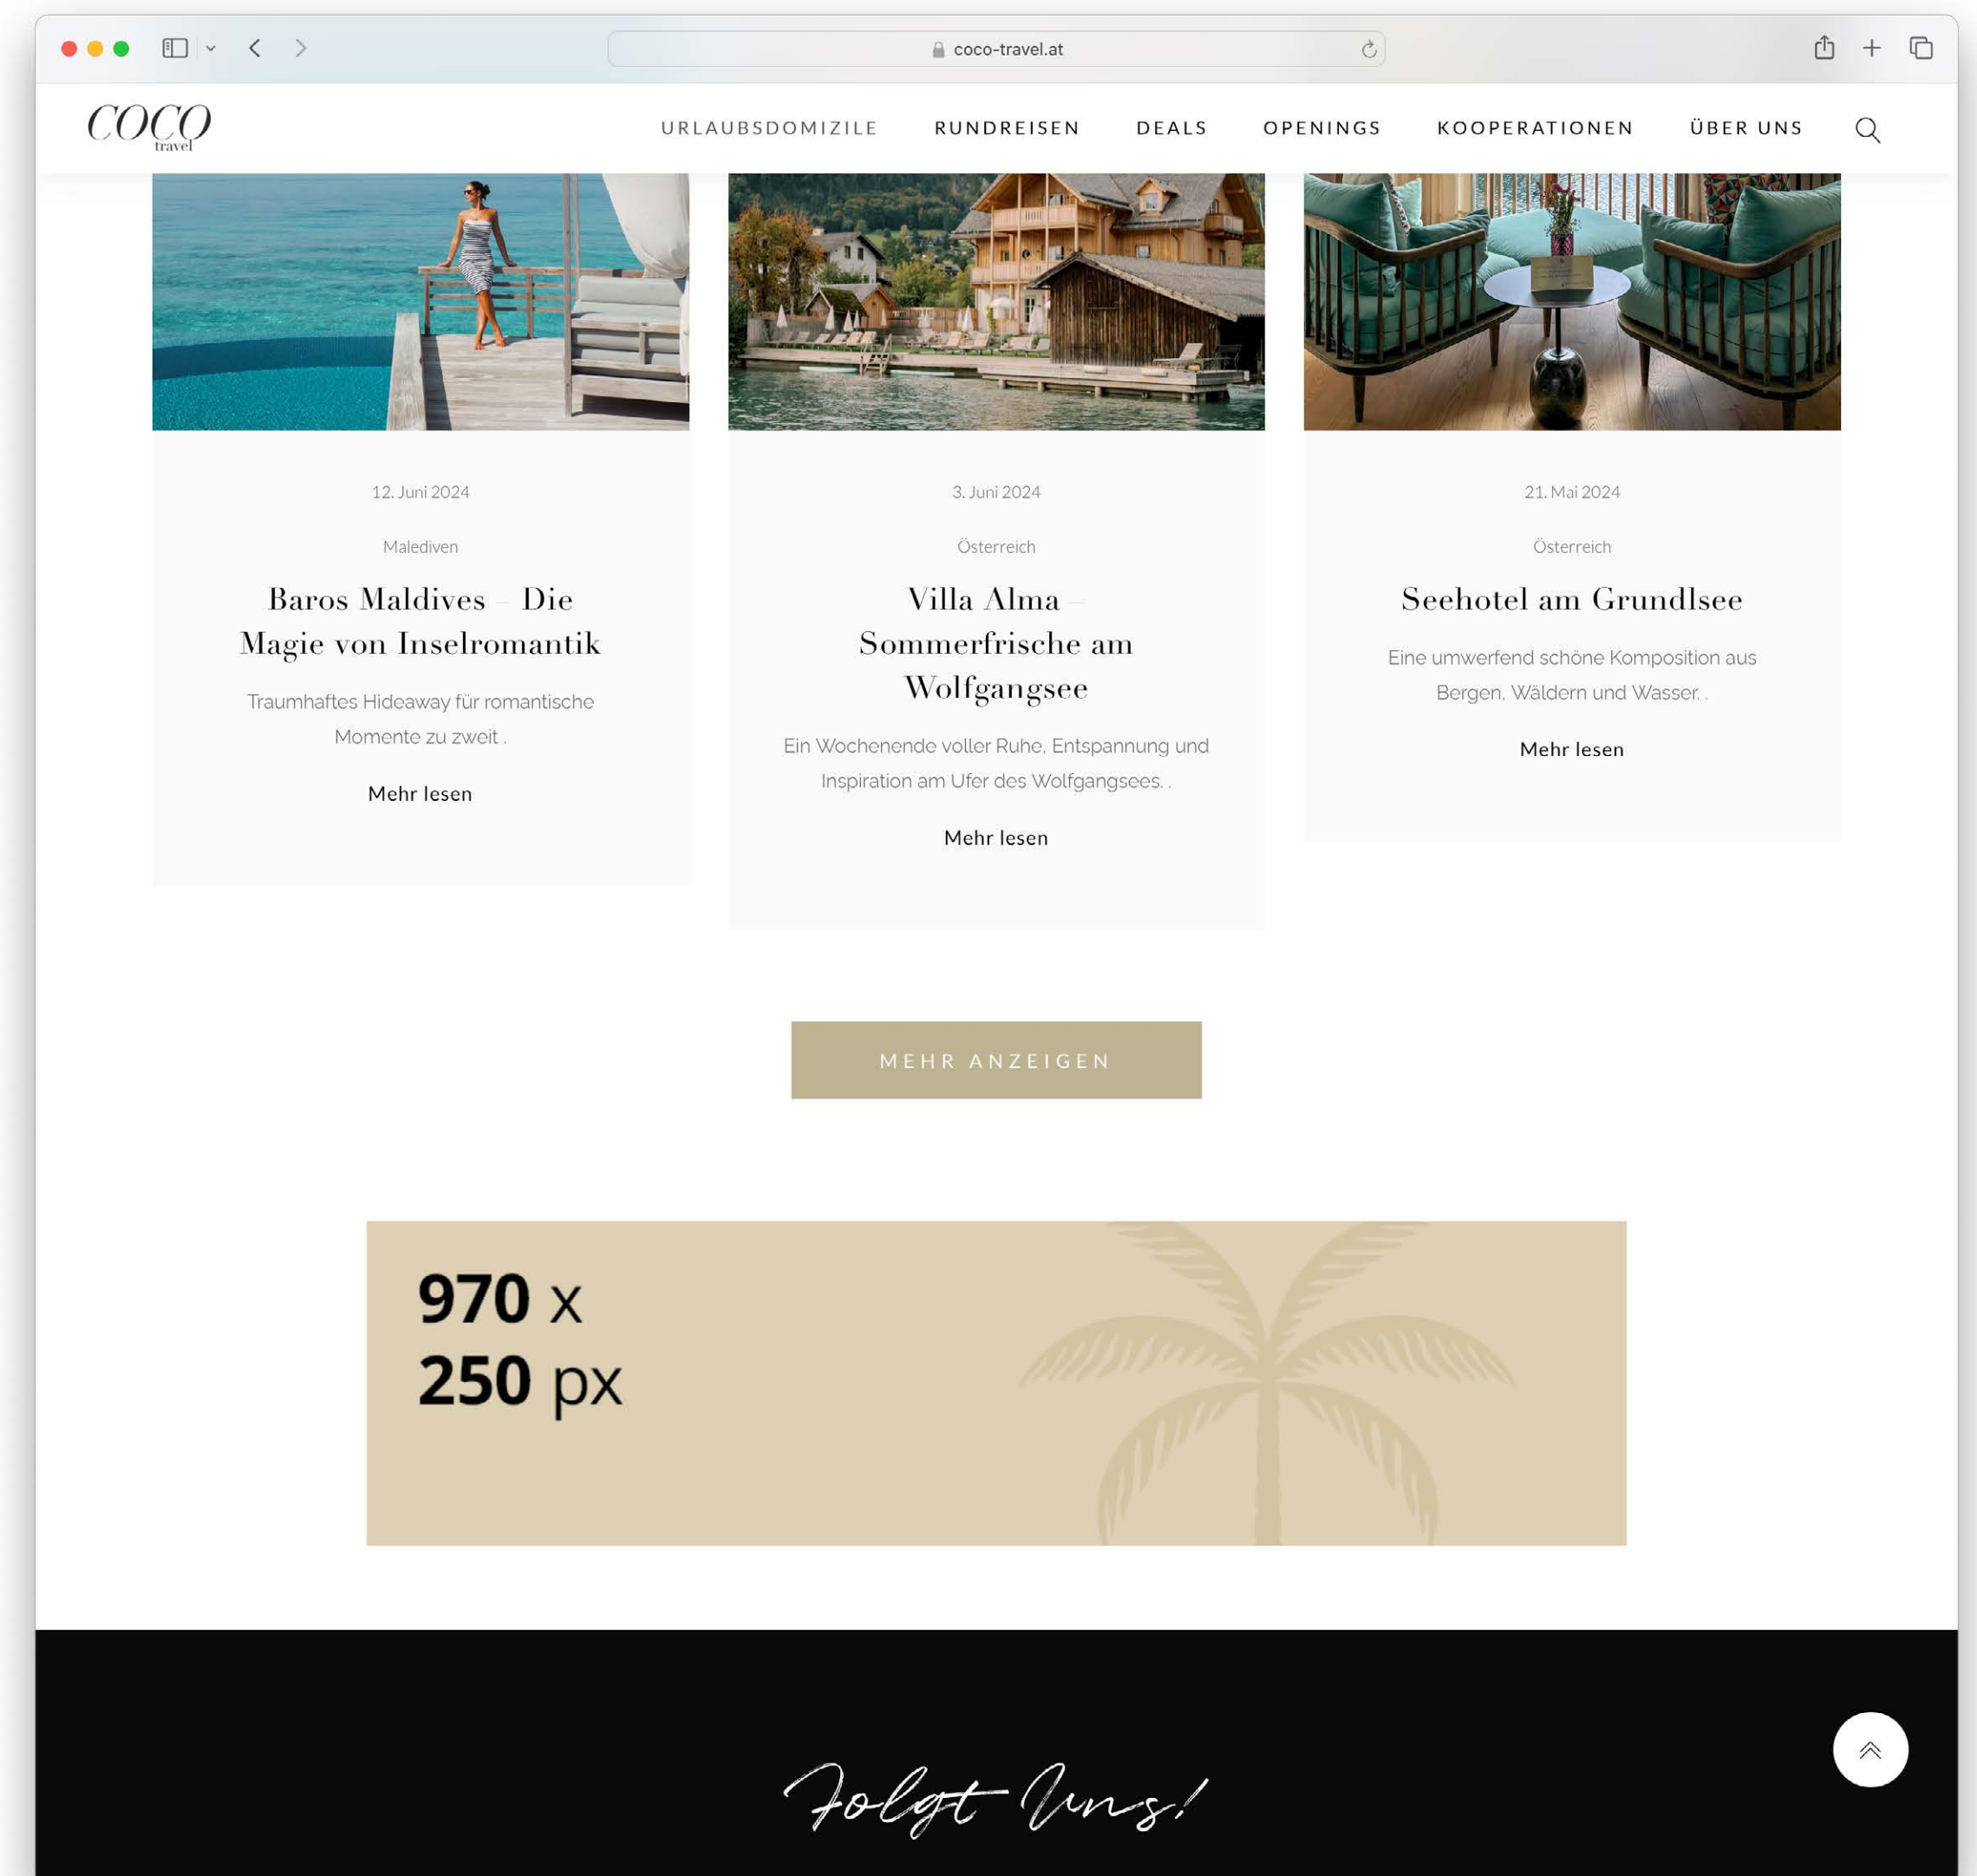 coco-travel.at
COCO
travel
URLAUBSDOMIZILE RUNDREISEN DEALS OPENINGS KOOPERATIONEN ÜBER UNS
12. Juni 2024
Malediven
Baros Maldives – Die
Magie von Inselromantik
Traumhaftes Hideaway für romantische
Momente zu zweit .
Mehr lesen
3. Juni 2024
Österreich
Villa Alma –
Sommerfrische am
Wolfgangsee
Ein Wochenende voller Ruhe, Entspannung und
Inspiration am Ufer des Wolfgangsees. .
Mehr lesen
21. Mai 2024
Österreich
Seehotel am Grundlsee
Eine umwerfend schöne Komposition aus
Bergen, Wäldern und Wasser. .
Mehr lesen
MEHR ANZEIGEN
970 x
250 px
Folgt Uns!